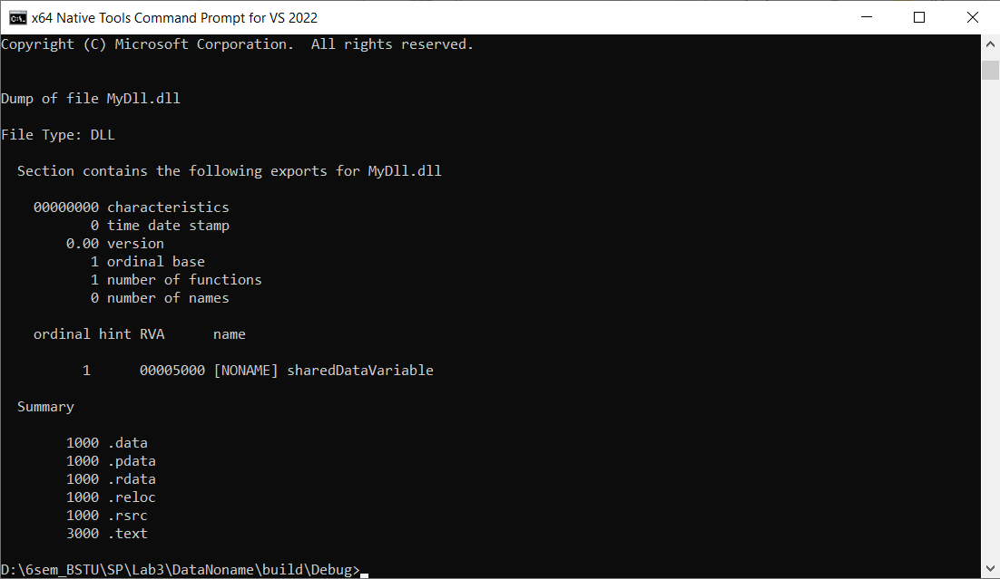 x64 Native Tools Command Prompt for VS 2022
Copyright (C) Microsoft Corporation.  All rights reserved.
Dump of file MyDll.dll
File Type: DLL
  Section contains the following exports for MyDll.dll
    00000000 characteristics
           0 time date stamp
        0.00 version
           1 ordinal base
           1 number of functions
           0 number of names
    ordinal hint RVA      name
          1      00005000 [NONAME] sharedDataVariable
  Summary
        1000 .data
        1000 .pdata
        1000 .rdata
        1000 .reloc
        1000 .rsrc
        3000 .text
D:\6sem_BSTU\SP\Lab3\DataNoname\build\Debug>